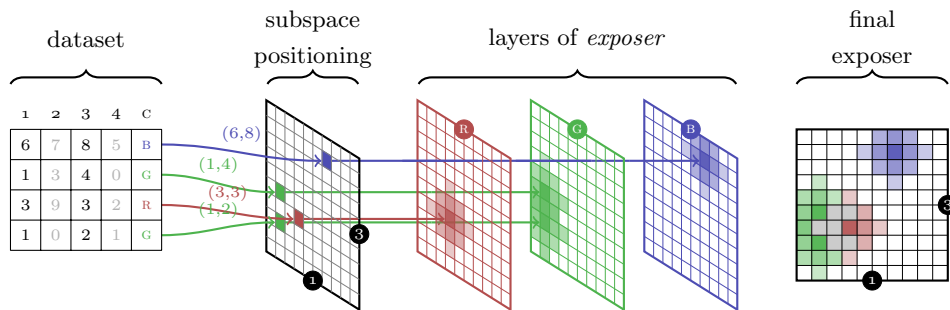 dataset
subspace
positioning
layers of exposer
final
exposer
1 2 3 4 C
6 7 8 5 B
1 3 4 0 G
3 9 3 2 R
1 0 2 1 G
(6,8)
(1,4)
(3,3)
(1,2)
3
1
R
G
B
3
1